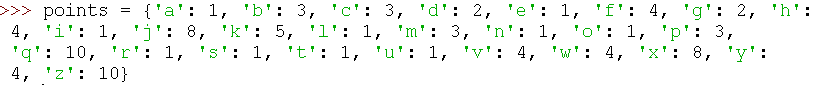 >>> points = {'a': 1, 'b': 3, 'c': 3, 'd': 2, 'e': 1, 'f': 4, 'g': 2, 'h':
4, 'i': 1, 'j': 8, 'k': 5, 'l': 1, 'm': 3, 'n': 1, 'o': 1, 'p': 3,
'q': 10, 'r': 1, 's': 1, 't': 1, 'u': 1, 'v': 4, 'w': 4, 'x': 8, 'y':
4, 'z': 10}